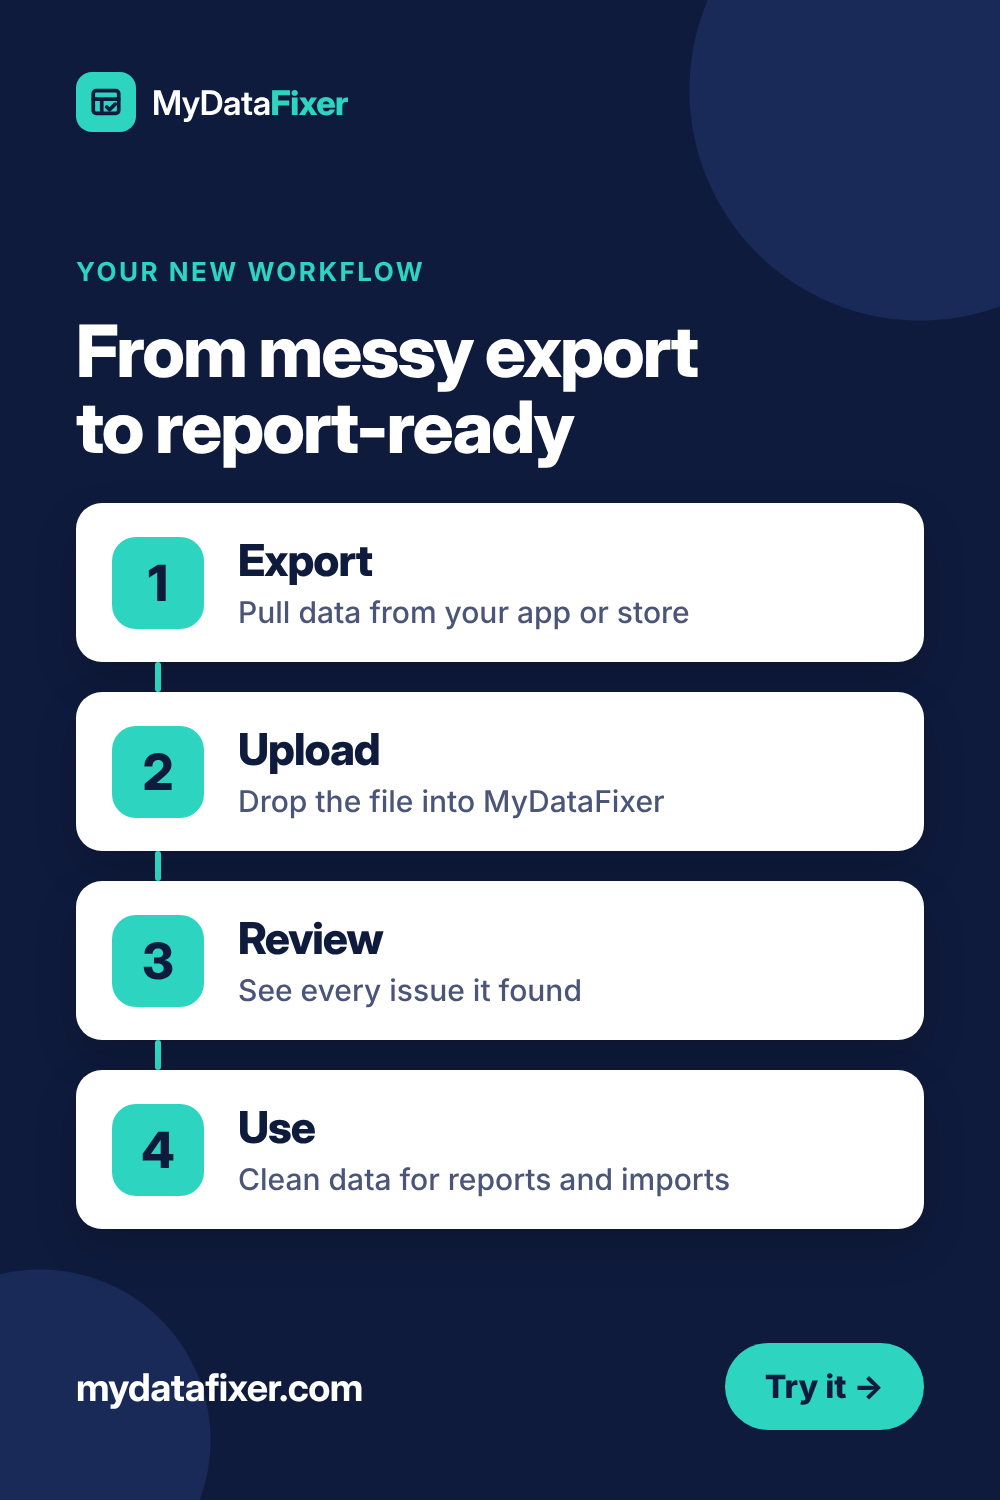 MyDataFixer
YOUR NEW WORKFLOW
From messy export
to report-ready
1
Export
Pull data from your app or store
2
Upload
Drop the file into MyDataFixer
3
Review
See every issue it found
4
Use
Clean data for reports and imports
mydatafixer.com
Try it →